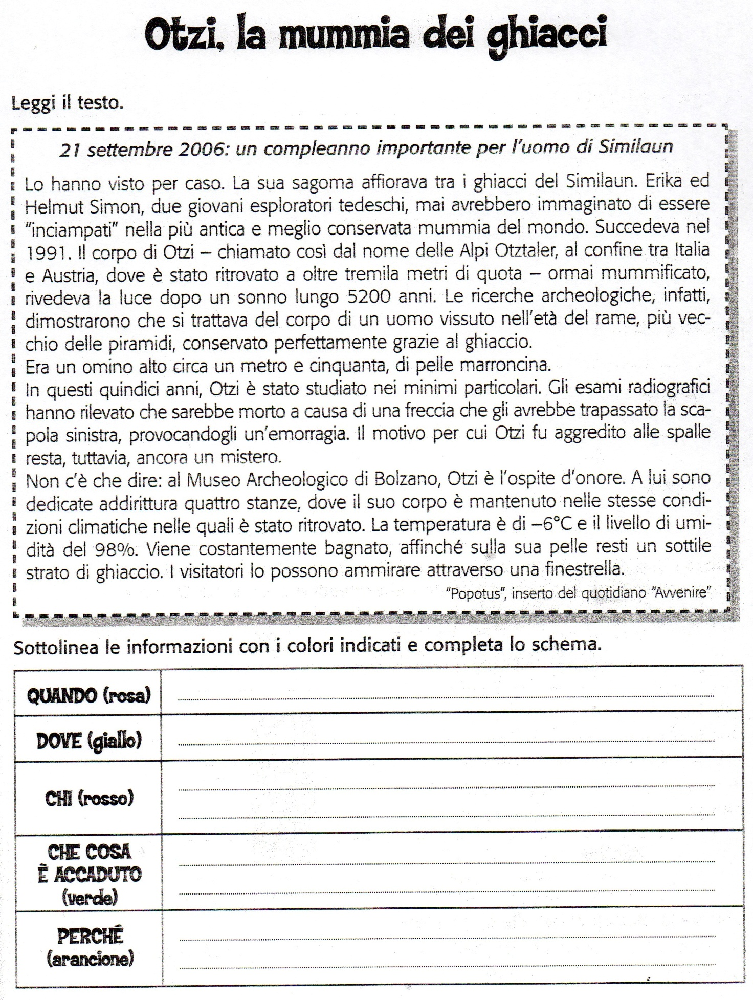 Otzi, la mummia dei ghiacci
Leggi il testo.
21 settembre 2006: un compleanno importante per l'uomo di Similaun
Lo hanno visto per caso. La sua sagoma affiorava tra i ghiacci del Similaun. Erika ed
Helmut Simon, due giovani esploratori tedeschi, mai avrebbero immaginato di essere
“inciampati” nella più antica e meglio conservata mummia del mondo. Succedeva nel
1991. Il corpo di Otzi – chiamato così dal nome delle Alpi Otztaler, al confine tra Italia
e Austria, dove è stato ritrovato a oltre tremila metri di quota – ormai mummificato,
rivedeva la luce dopo un sonno lungo 5200 anni. Le ricerche archeologiche, infatti,
dimostrarono che si trattava del corpo di un uomo vissuto nell'età del rame, più vec-
chio delle piramidi, conservato perfettamente grazie al ghiaccio.
Era un omino alto circa un metro e cinquanta, di pelle marroncina.
In questi quindici anni, Otzi è stato studiato nei minimi particolari. Gli esami radiografici
hanno rilevato che sarebbe morto a causa di una freccia che gli avrebbe trapassato la sca-
pola sinistra, provocandogli un'emorragia. Il motivo per cui Otzi fu aggredito alle spalle
resta, tuttavia, ancora un mistero.
Non c'è che dire: al Museo Archeologico di Bolzano, Otzi è l'ospite d'onore. A lui sono
dedicate addirittura quattro stanze, dove il suo corpo è mantenuto nelle stesse condi-
zioni climatiche nelle quali è stato ritrovato. La temperatura è di –6°C e il livello di umi-
dità del 98%. Viene costantemente bagnato, affinché sulla sua pelle resti un sottile
strato di ghiaccio. I visitatori lo possono ammirare attraverso una finestrella.
“Popotus”, inserto del quotidiano “Avvenire”
Sottolinea le informazioni con i colori indicati e completa lo schema.
QUANDO (rosa)
DOVE (giallo)
CHI (rosso)
CHE COSA
È ACCADUTO
(verde)
PERCHÉ
(arancione)